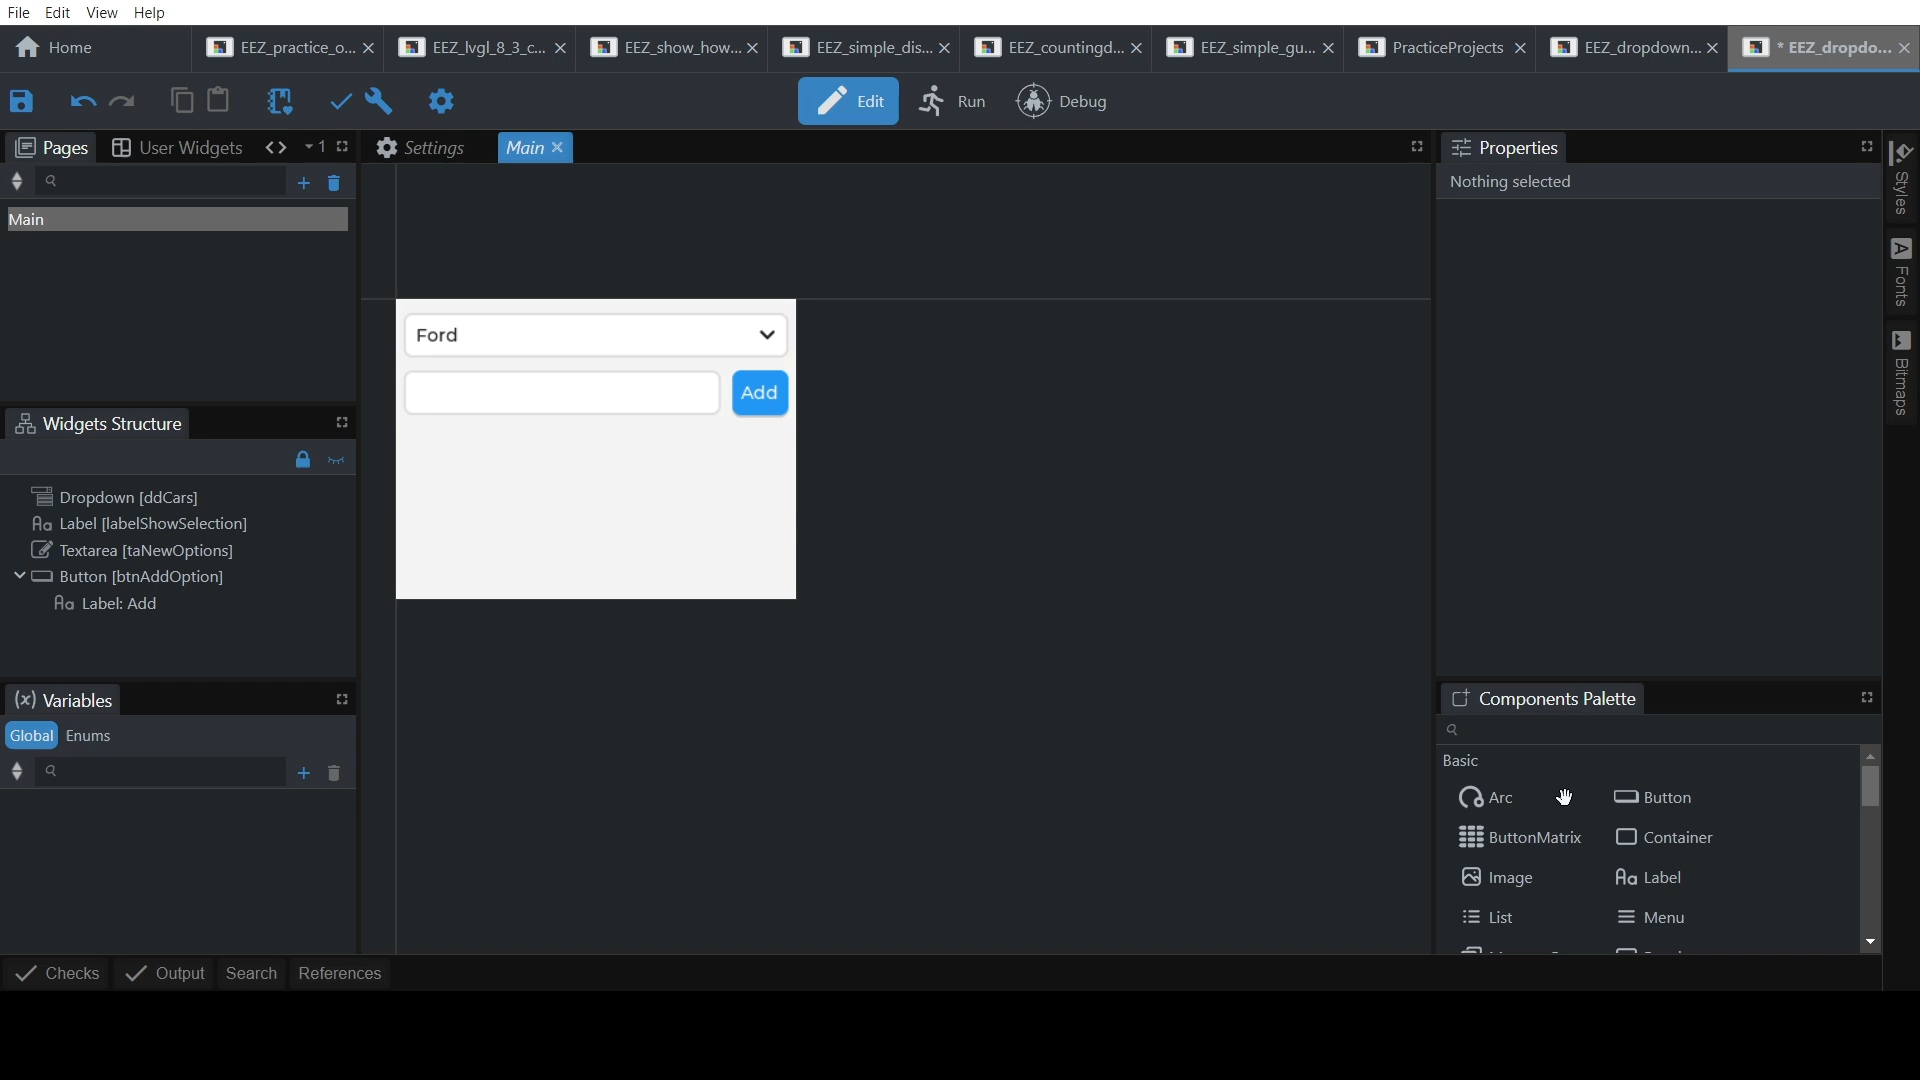 File Edit View Help
Home EEZ_practice_o... EEZ_lvgl_8_3_c... EEZ_show_how... EEZ_simple_dis... EEZ_countingd... EEZ_simple_gu... PracticeProjects EEZ_dropdown... * EEZ_dropdo...
Edit Run Debug
Pages User Widgets 1 Settings Main Properties
Nothing selected
Main
Styles
Fonts
Bitmaps
Ford
Add
Widgets Structure
Dropdown [ddCars]
Label [labelShowSelection]
Textarea [taNewOptions]
Button [btnAddOption]
Label: Add
Variables
Global Enums
Components Palette
Basic
Arc Button
ButtonMatrix Container
Image Label
List Menu
Checks Output Search References